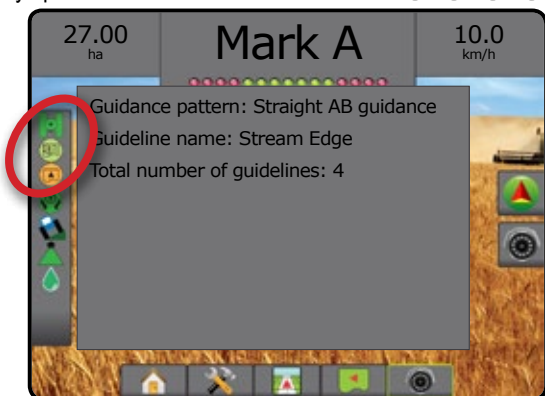 27.00
ha
Mark A
10.0
km/h
Guidance pattern: Straight AB guidance
Guideline name: Stream Edge
Total number of guidelines: 4